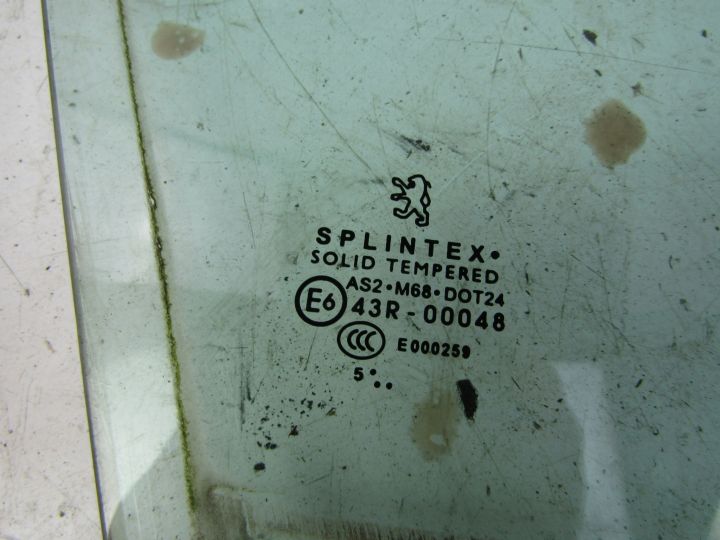 SPLINTEX•
SOLID TEMPERED
AS2•M68•DOT24
E6 43R-00048
CCC E000259
5•..